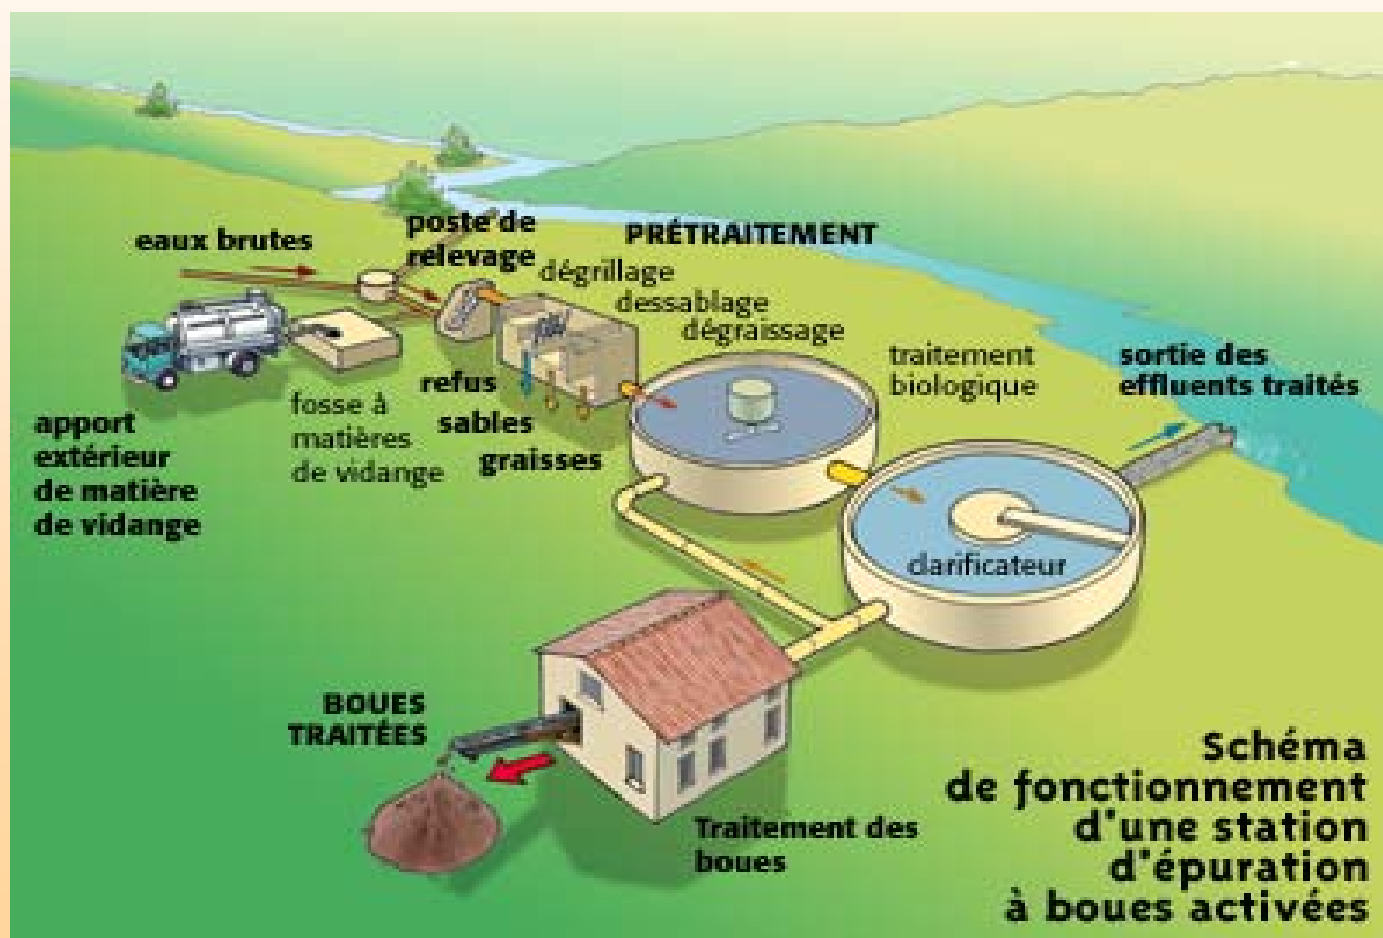 eaux brutes
poste de
relevage
PRÉTRAITEMENT
dégrillage
dessablage
dégraissage
traitement
biologique
sortie des
effluents traités
refus
sables
graisses
fosse à
matières
de vidange
apport
extérieur
de matière
de vidange
clarificateur
BOUES
TRAITÉES
Traitement des
boues
Schéma
de fonctionnement
d'une station
d'épuration
à boues activées